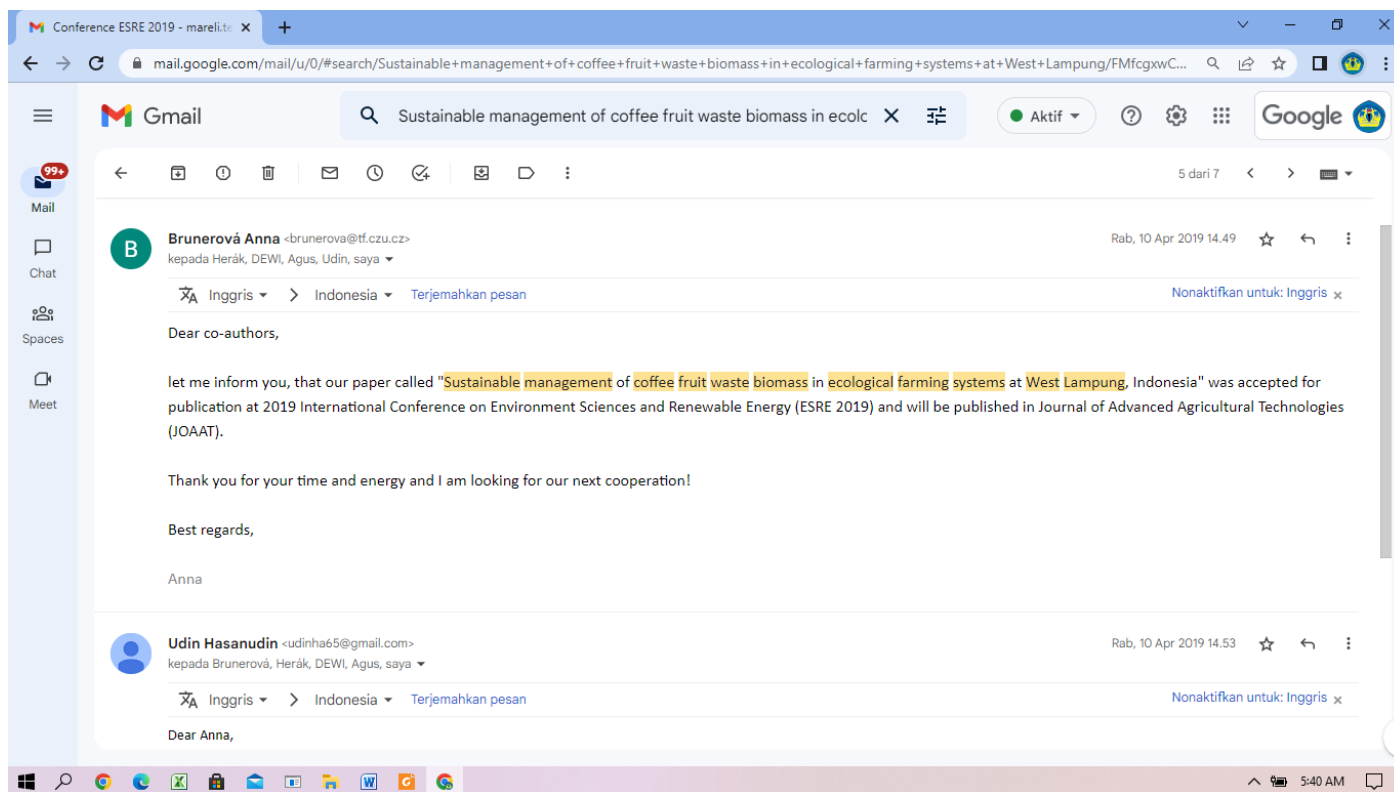 Conference ESRE 2019 - mareli.te
mail.google.com/mail/u/0/#search/Sustainable+management+of+coffee+fruit+waste+biomass+in+ecological+farming+systems+at+West+Lampung/FMfcgxwC...
Gmail
Sustainable management of coffee fruit waste biomass in ecolc
Aktif
Google
99+
Mail
Chat
Spaces
Meet
5 dari 7
B
Brunerová Anna <brunerova@tf.czu.cz>
Rab, 10 Apr 2019 14.49
kepada Herák, DEWI, Agus, Udin, saya
Inggris > Indonesia Terjemahkan pesan
Nonaktifkan untuk: Inggris x
Dear co-authors,
let me inform you, that our paper called "Sustainable management of coffee fruit waste biomass in ecological farming systems at West Lampung, Indonesia" was accepted for
publication at 2019 International Conference on Environment Sciences and Renewable Energy (ESRE 2019) and will be published in Journal of Advanced Agricultural Technologies
(JOAAT).
Thank you for your time and energy and I am looking for our next cooperation!
Best regards,
Anna
Udin Hasanudin <udinha65@gmail.com>
Rab, 10 Apr 2019 14.53
kepada Brunerová, Herák, DEWI, Agus, saya
Inggris > Indonesia Terjemahkan pesan
Nonaktifkan untuk: Inggris x
Dear Anna,
5:40 AM